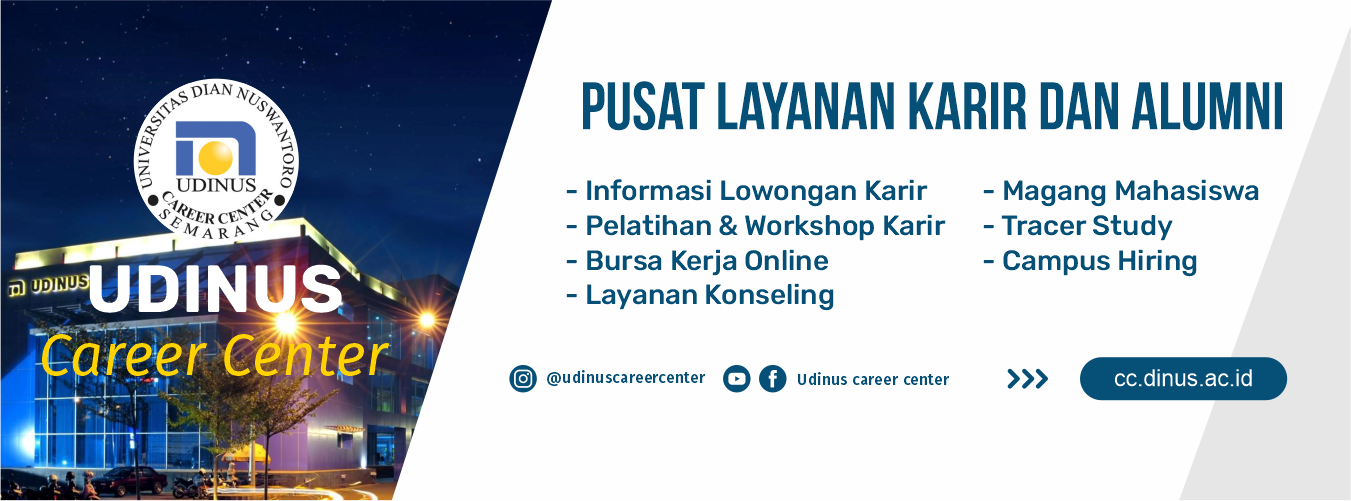 UNIVERSITAS DIAN NUSWANTORO
UDINUS
CAREER CENTER
SEMARANG
UDINUS
UDINUS
Career Center
PUSAT LAYANAN KARIR DAN ALUMNI
- Informasi Lowongan Karir
- Pelatihan & Workshop Karir
- Bursa Kerja Online
- Layanan Konseling
- Magang Mahasiswa
- Tracer Study
- Campus Hiring
@udinuscareercenter
Udinus career center
cc.dinus.ac.id